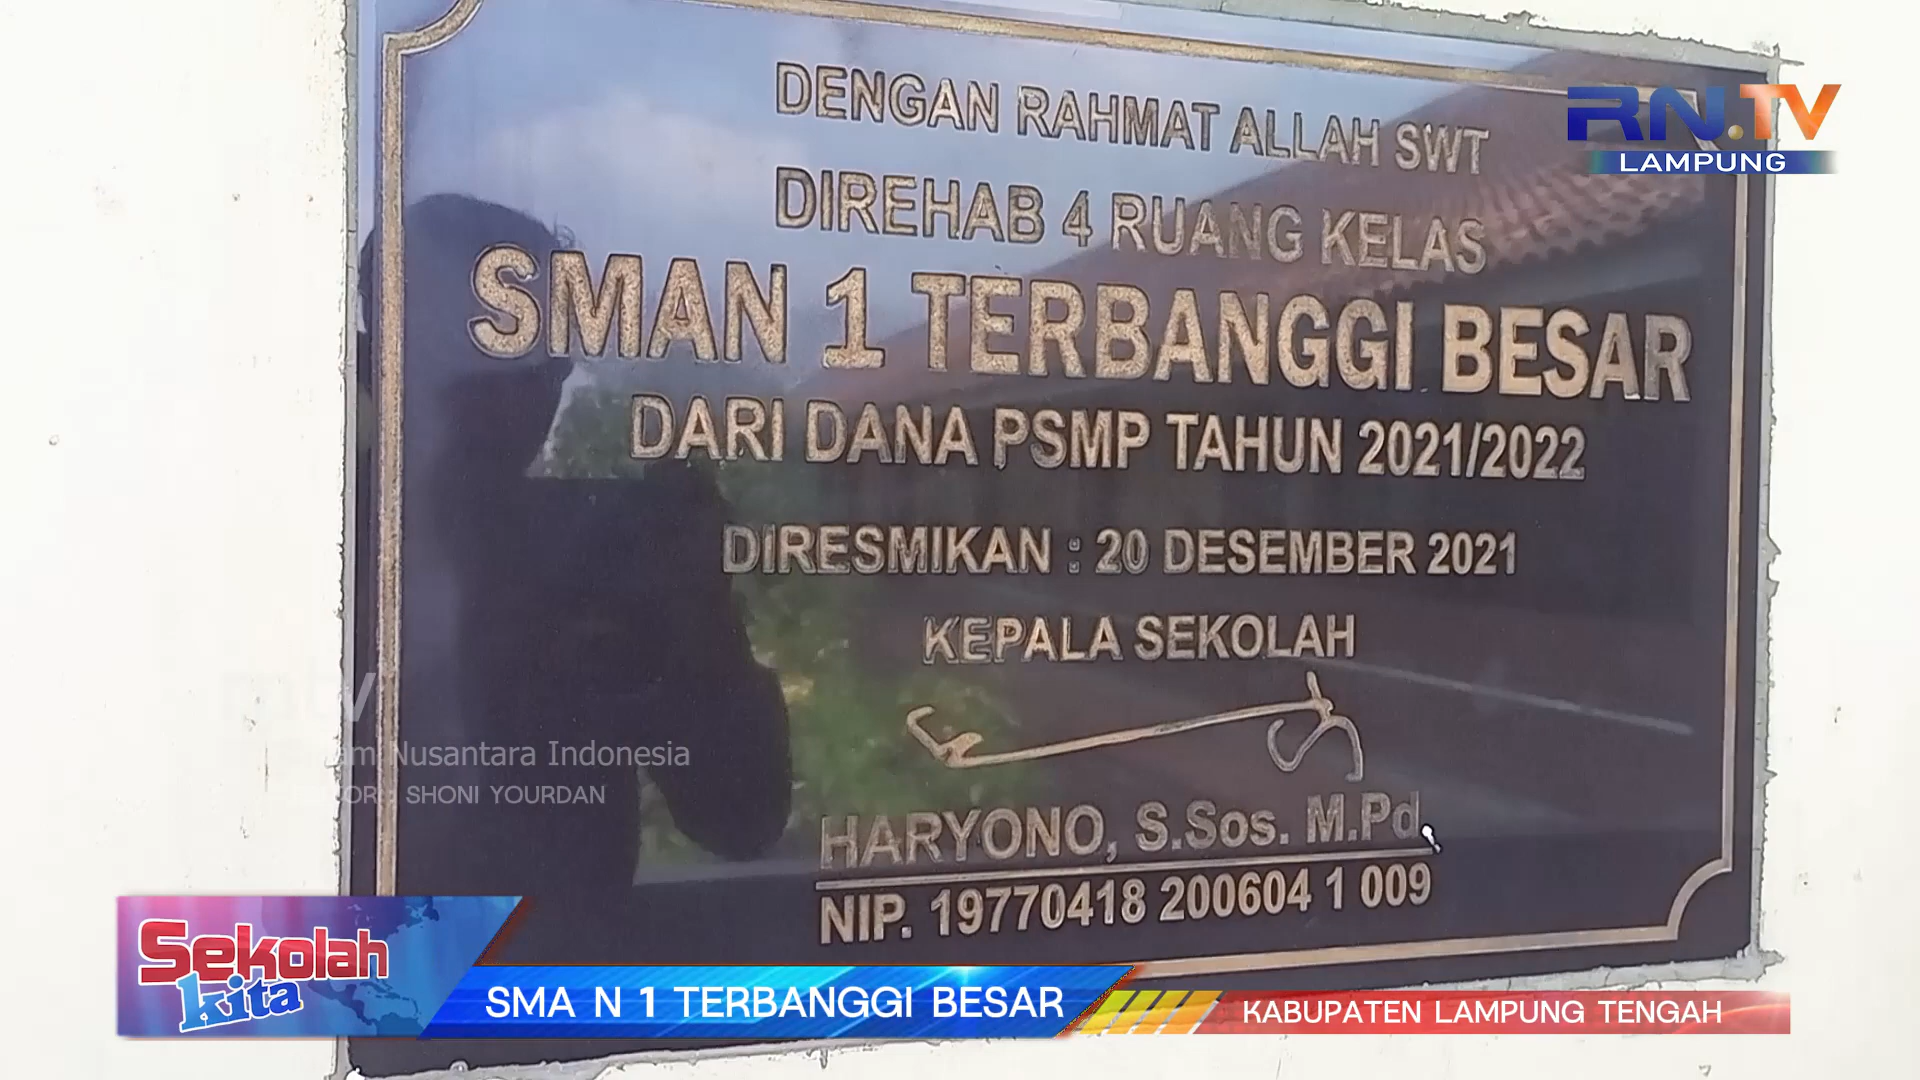 DENGAN RAHMAT ALLAH SWT
DIREHAB 4 RUANG KELAS
SMAN 1 TERBANGGI BESAR
DARI DANA PSMP TAHUN 2021/2022
DIRESMIKAN : 20 DESEMBER 2021
KEPALA SEKOLAH
HARYONO, S.Sos. M.Pd.
NIP. 19770418 200604 1 009
RN.TV
LAMPUNG
Nusantara Indonesia
SHONI YOURDAN
Sekolah
kita
SMA N 1 TERBANGGI BESAR
KABUPATEN LAMPUNG TENGAH